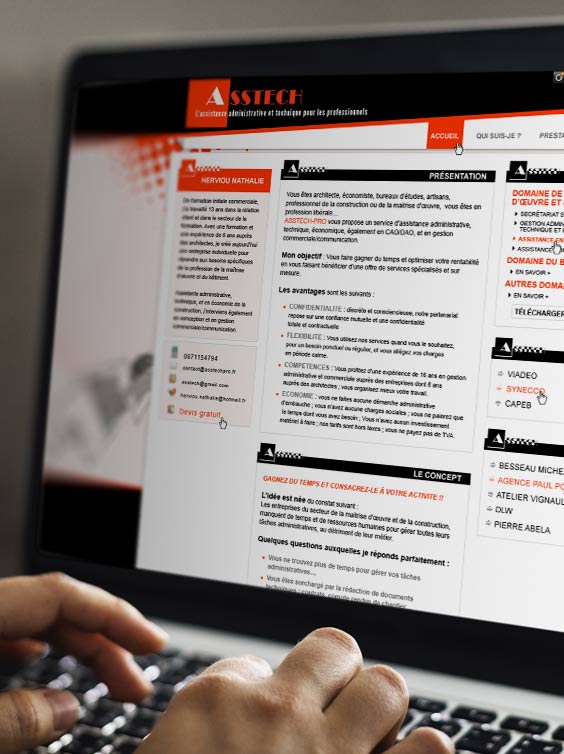 ASSTECH
L'assistance administrative et technique pour les professionnels
ACCUEIL
QUI SUIS-JE ?
PRESTA
HERVIOU NATHALIE
De formation initiale commerciale,
j'ai travaillé 13 ans dans la relation
client et dans le secteur de la
formation. Avec une formation et
une expérience de 6 ans auprès
des architectes, je créé aujourd'hui
une entreprise individuelle pour
répondre aux besoins spécifiques
de la profession de la maîtrise
d'œuvre et du bâtiment.
Assistante administrative,
technique, et en économie de la
construction, j'interviens également
en conception et en gestion
commerciale/communication.
0671154794
contact@asstechpro.fr
asstech@gmail.com
herviou.nathalie@hotmail.fr
Devis gratuit
A
PRÉSENTATION
Vous êtes architecte, économiste, bureaux d'études, artisans,
professionnel de la construction ou de la maîtrise d'œuvre, vous êtes en
profession libérale...
ASSTECH-PRO vous propose un service d'assistance administrative,
technique, économique, également en CAO/DAO, et en gestion
commerciale/communication.
Mon objectif : Vous faire gagner du temps et optimiser votre rentabilité
en vous faisant bénéficier d'une offre de services spécialisés et sur
mesure.
Les avantages sont les suivants :
CONFIDENTIALITE : discrète et consciencieuse, notre partenariat
repose sur une confiance mutuelle et une confidentialité
totale et contractuelle
FLEXIBILITE : Vous utilisez nos services quand vous le souhaitez,
pour un besoin ponctuel ou régulier, et vous allégez vos charges
en période calme.
COMPETENCES : Vous profitez d'une expérience de 16 ans en gestion
administrative et commerciale auprès des entreprises dont 6 ans
auprès des architectes ; vous organisez mieux votre travail.
ECONOMIE : vous ne faites aucune démarche administrative
d'embauche ; vous n'avez aucune charges sociales ; vous ne paierez que
le temps dont vous avez besoin ; Vous n'avez aucun investissement
matériel à faire ; nos tarifs sont hors taxes ; vous ne payez pas de TVA.
A
LE CONCEPT
GAGNEZ DU TEMPS ET CONSACREZ-LE À VOTRE ACTIVITE !!
L'idée est née du constat suivant :
Les entreprises du secteur de la maîtrise d'œuvre et de la construction,
manquent de temps et de ressources humaines pour gérer toutes leurs
tâches administratives, au détriment de leur métier.
Quelques questions auxquelles je réponds parfaitement :
Vous ne trouvez plus de temps pour gérer vos tâches
administratives...
Vous êtes surchargé par la rédaction de documents
techniques : contrats, compte rendus de chantier
A
DOMAINE DE
D'ŒUVRE ET
SECRÉTARIAT S
GESTION ADMIN
TECHNIQUE ET
ASSISTANCE EN
ASSISTANCE
DOMAINE DU B
EN SAVOIR +
AUTRES DOMA
EN SAVOIR +
TÉLÉCHARGER
A
VIADEO
SYNECCO
CAPEB
A
BESSEAU MICHE
AGENCE PAUL PO
ATELIER VIGNAUL
DLW
PIERRE ABELA